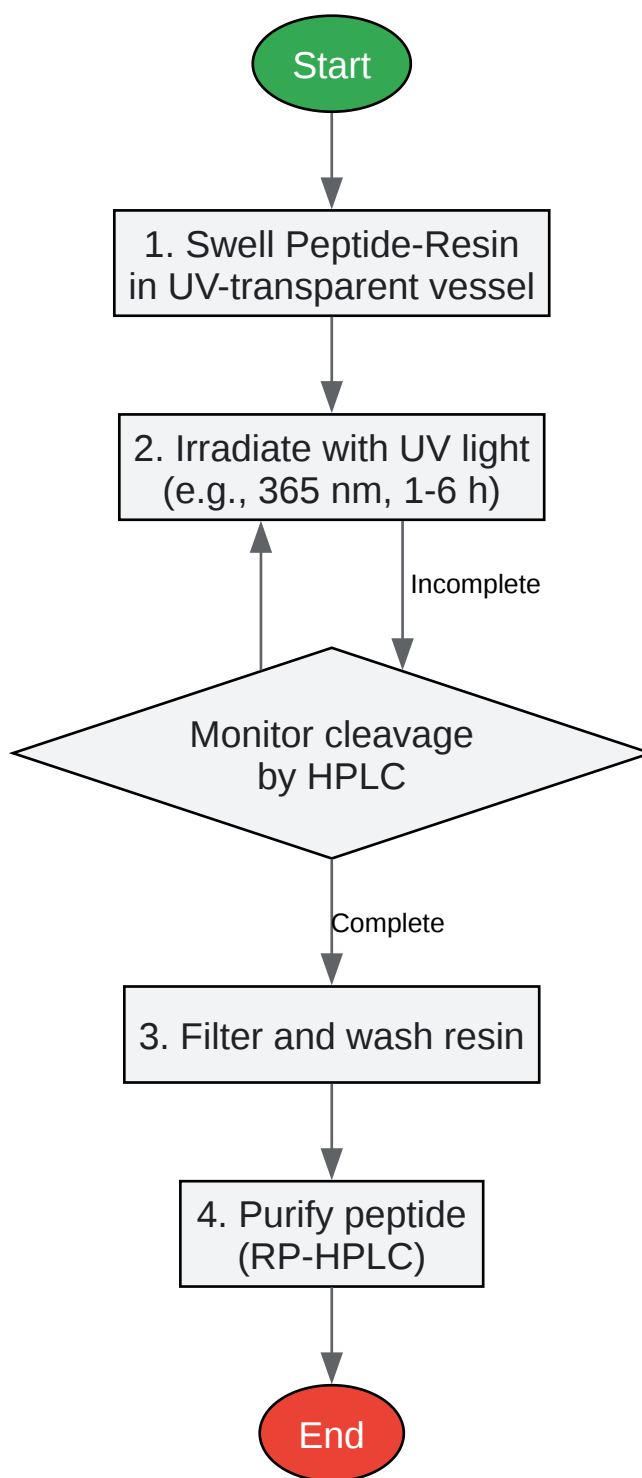 Start
1. Swell Peptide-Resin
in UV-transparent vessel
2. Irradiate with UV light
(e.g., 365 nm, 1-6 h)
Incomplete
Monitor cleavage
by HPLC
Complete
3. Filter and wash resin
4. Purify peptide
(RP-HPLC)
End